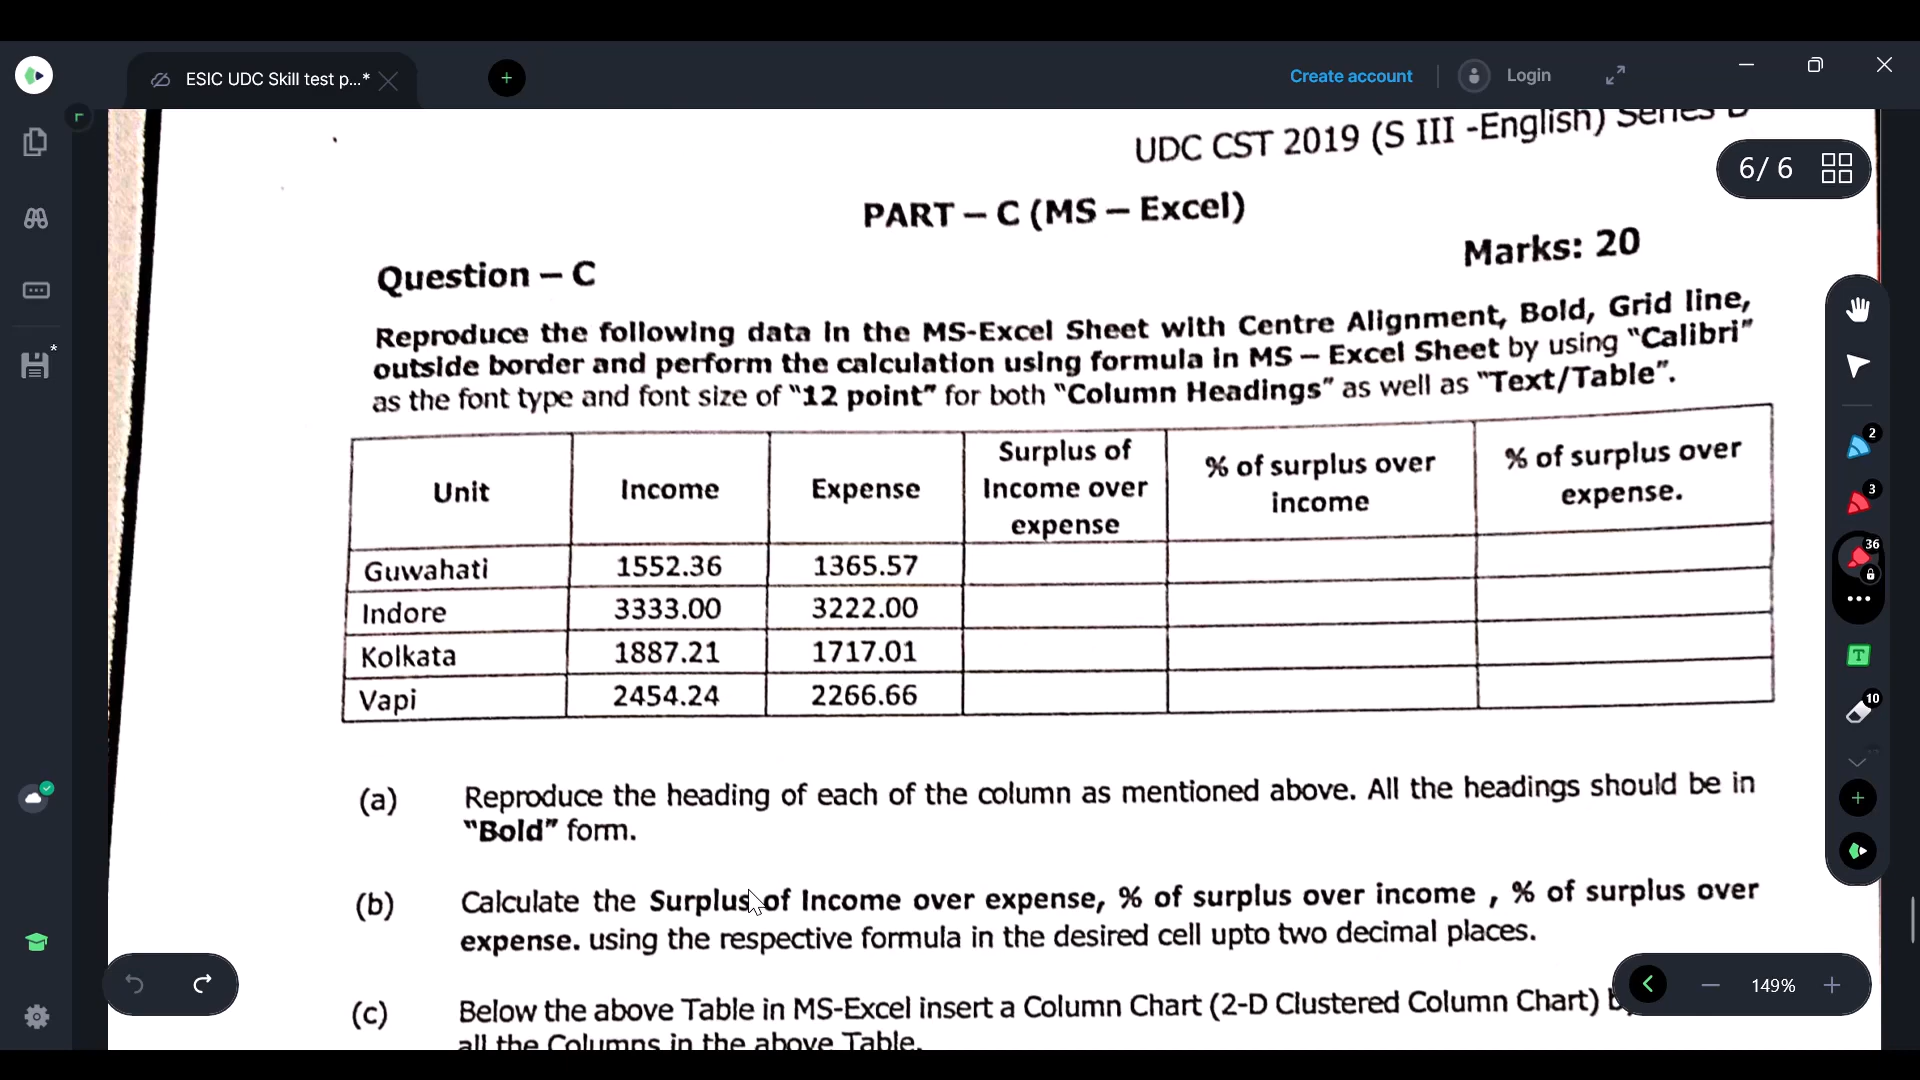 ESIC UDC Skill test p...*
Create account
Login
UDC CST 2019 (S III -English) Series
6/ 6
PART – C (MS – Excel)
Marks: 20
Question – C
Reproduce the following data in the MS-Excel Sheet with Centre Alignment, Bold, Grid line,
outside border and perform the calculation using formula in MS – Excel Sheet by using "Calibri"
as the font type and font size of "12 point" for both "Column Headings" as well as "Text/Table".
Unit Income Expense Surplus of Income over expense % of surplus over income % of surplus over expense.
Guwahati 1552.36 1365.57
Indore 3333.00 3222.00
Kolkata 1887.21 1717.01
Vapi 2454.24 2266.66
(a) Reproduce the heading of each of the column as mentioned above. All the headings should be in
"Bold" form.
(b) Calculate the Surplus of Income over expense, % of surplus over income , % of surplus over
expense. using the respective formula in the desired cell upto two decimal places.
(c) Below the above Table in MS-Excel insert a Column Chart (2-D Clustered Column Chart)
all the Columns in the above Table.
2
3
36
T
10
149%